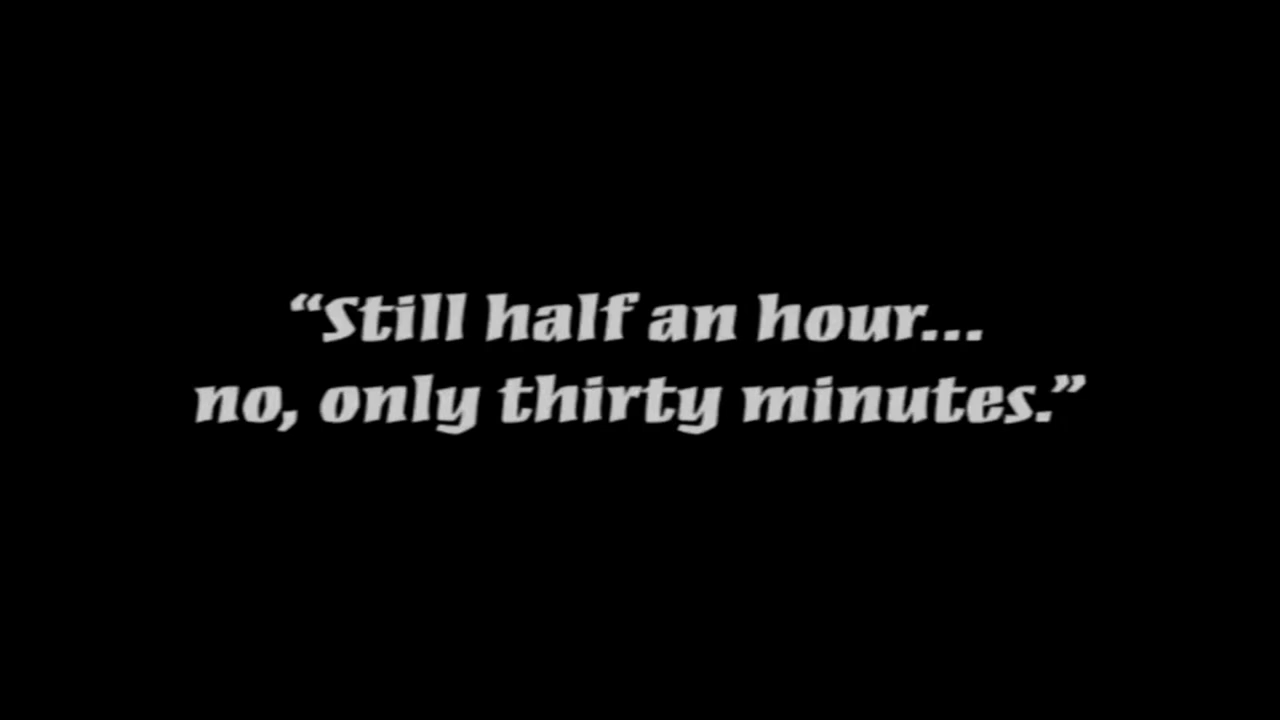 “Still half an hour...
no, only thirty minutes.”